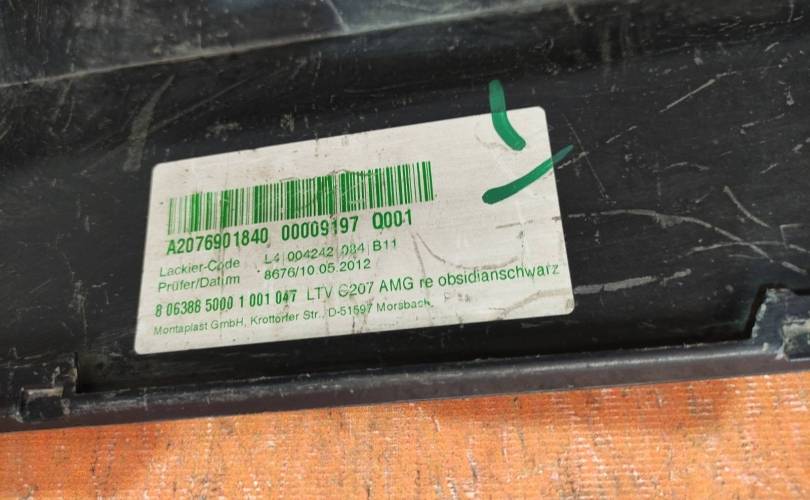 A2076901840 00009197 0001
Lackier-Code L4|004242|084|B11
Prüfer/Datum 8676/10.05.2012
8 06388 5000 1 001 047 LTV C207 AMG re obsidianschwarz
Montaplast GmbH, Krottorfer Str., D-51597 Morsbach